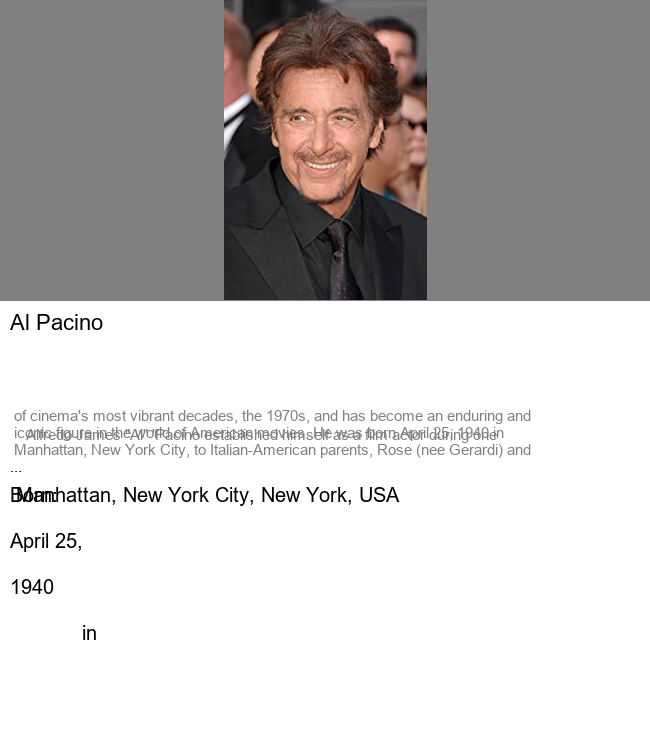 Al Pacino
Alfredo James "Al" Pacino established himself as a film actor during one
of cinema's most vibrant decades, the 1970s, and has become an enduring and
iconic figure in the world of American movies. He was born April 25, 1940 in
Manhattan, New York City, to Italian-American parents, Rose (nee Gerardi) and
...
Born:
Manhattan, New York City, New York, USA
April 25,
1940
in